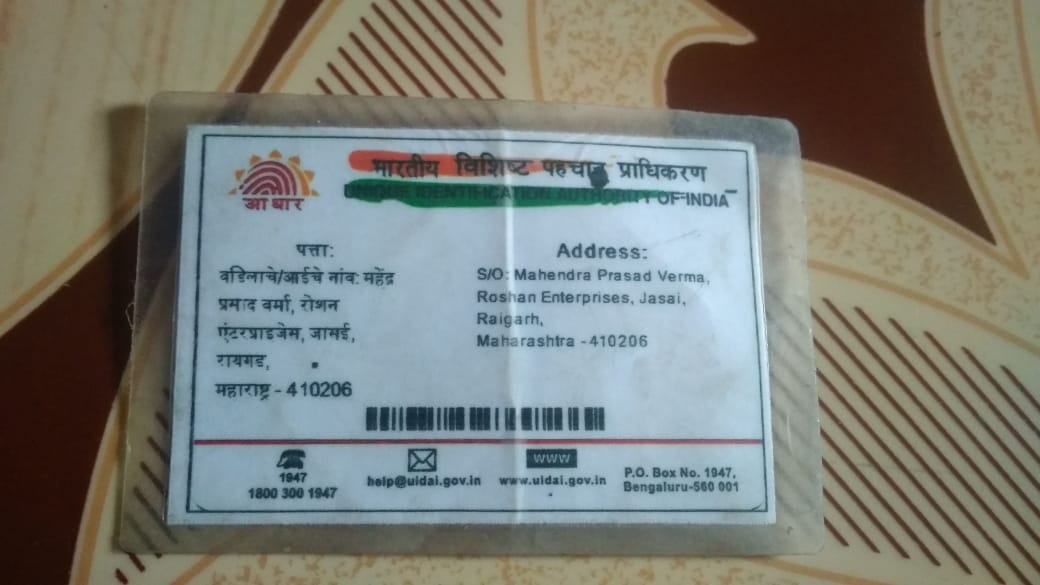 भारतीय विशिष्ट पहचान प्राधिकरण
UNIQUE IDENTIFICATION AUTHORITY OF INDIA
आधार
पत्ता:
वडिलाचे/आईचे नांव: महेंद्र
प्रसाद वर्मा, रोशन
एंटरप्राइजेस, जासई,
रायगड,
महाराष्ट्र - 410206
Address:
S/O: Mahendra Prasad Verma,
Roshan Enterprises, Jasai,
Raigarh,
Maharashtra - 410206
1947
1800 300 1947
help@uidai.gov.in
www
www.uidai.gov.in
P.O. Box No. 1947,
Bengaluru-560 001